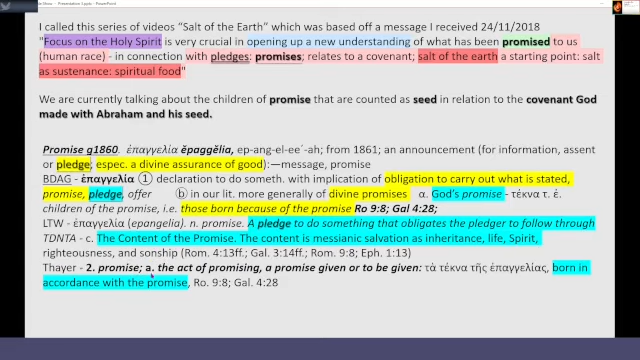 I called this series of videos “Salt of the Earth” which was based off a message I received 24/11/2018
"Focus on the Holy Spirit is very crucial in opening up a new understanding of what has been promised to us
(human race) - in connection with pledges: promises; relates to a covenant; salt of the earth a starting point: salt
as sustenance: spiritual food"
We are currently talking about the children of promise that are counted as seed in relation to the covenant God
made with Abraham and his seed.
Promise g1860. ἐπαγγελία ĕpaggĕlia, ep-ang-el-ee´-ah; from 1861; an announcement (for information, assent
or pledge; espec. a divine assurance of good):—message, promise
BDAG - ἐπαγγελία ① declaration to do someth. with implication of obligation to carry out what is stated,
promise, pledge, offer ⓑ in our lit. more generally of divine promises α. God’s promise - τέκνα τ. ἐ.
children of the promise, i.e. those born because of the promise Ro 9:8; Gal 4:28;
LTW - ἐπαγγελία (epangelia). n. promise. A pledge to do something that obligates the pledger to follow through
TDNTA - c. The Content of the Promise. The content is messianic salvation as inheritance, life, Spirit,
righteousness, and sonship (Rom. 4:13ff.; Gal. 3:14ff.; Rom. 9:8; Eph. 1:13)
Thayer - 2. promise; a. the act of promising, a promise given or to be given: τὰ τέκνα τῆς ἐπαγγελίας, born in
accordance with the promise, Ro. 9:8; Gal. 4:28